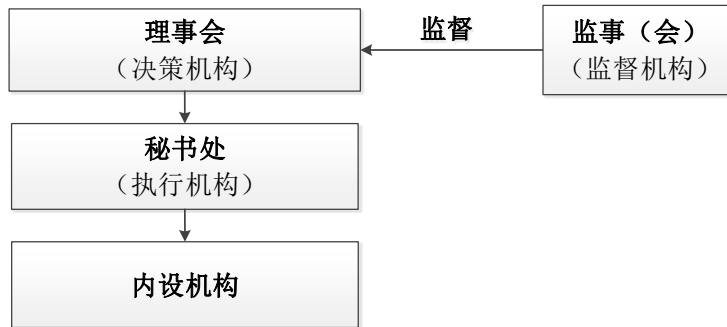 理事会
（决策机构）
监督
监事（会）
（监督机构）
秘书处
（执行机构）
内设机构